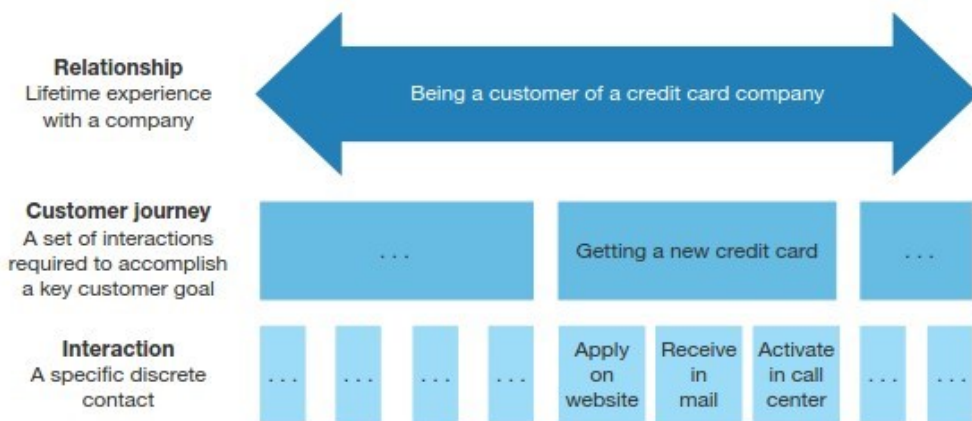 Relationship
Lifetime experience
with a company
Being a customer of a credit card company
Customer journey
A set of interactions
required to accomplish
a key customer goal
. . .
Getting a new credit card
. . .
Interaction
A specific discrete
contact
. . .
. . .
. . .
. . .
Apply
on
website
Receive
in
mail
Activate
in call
center
. . .
. . .